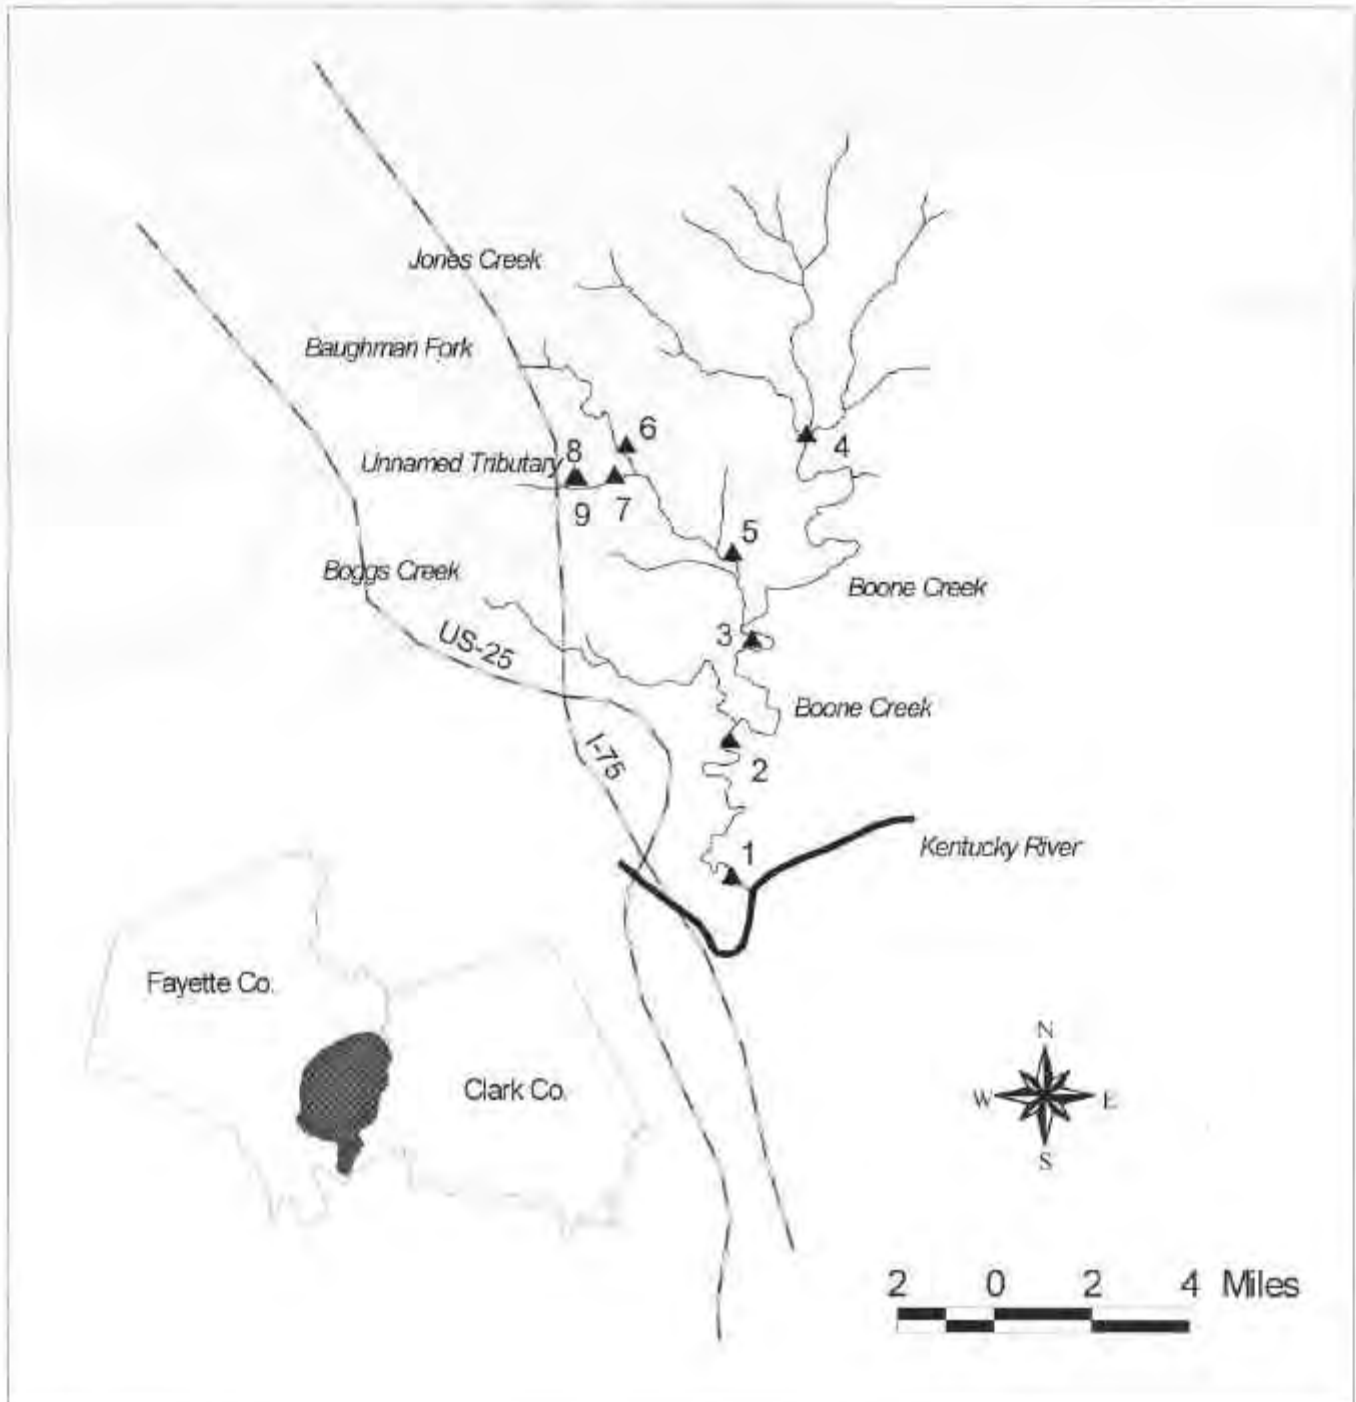 Jones Creek
Baughman Fork
6
8
4
Unnamed Tributary
7
9
5
Boggs Creek
Boone Creek
3
US-25
Boone Creek
I-75
2
1
Kentucky River
Fayette Co.
Clark Co.
N
W E
S
2 0 2 4 Miles